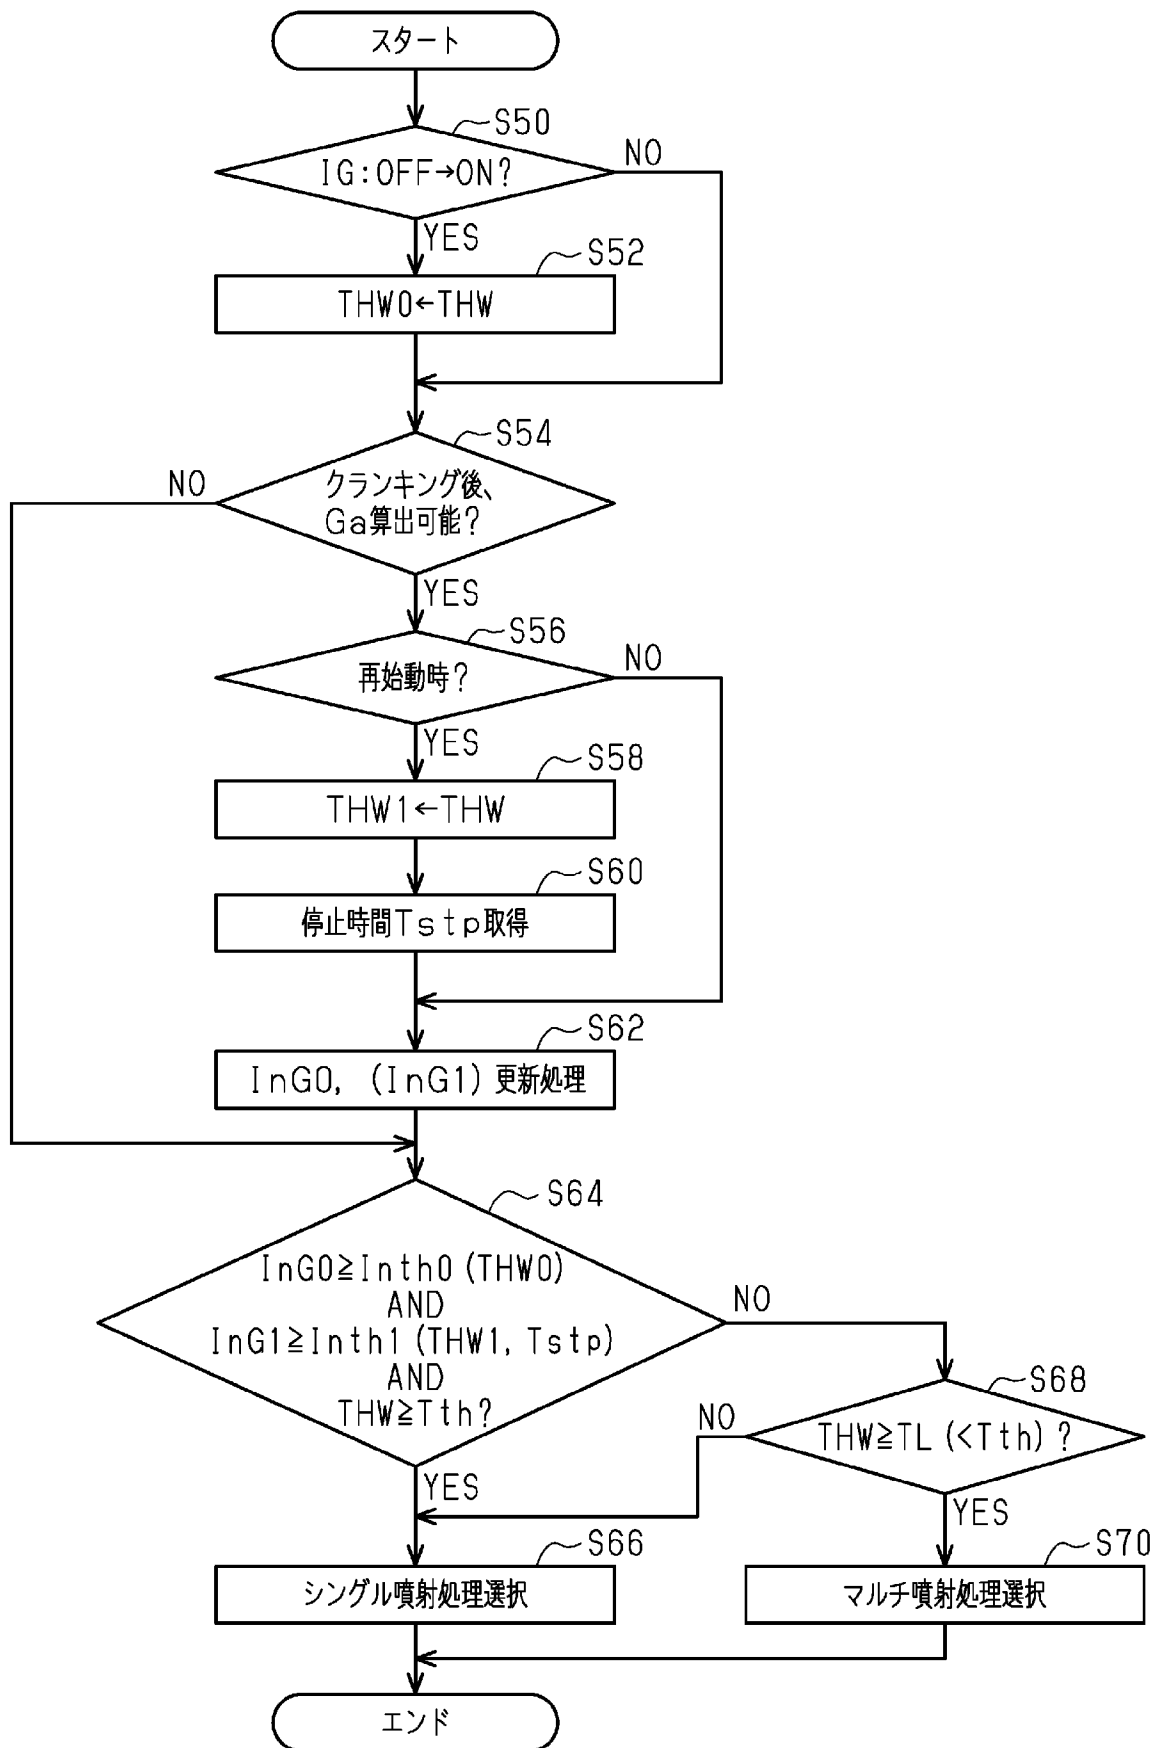 スタート
S50
IG:OFF→ON?
NO
YES
S52
THW0←THW
S54
NO
クランキング後、
Ga算出可能?
YES
S56
再始動時?
NO
YES
S58
THW1←THW
S60
停止時間Tstp取得
S62
InG0, (InG1) 更新処理
S64
InG0≧Inth0 (THW0)
AND
InG1≧Inth1 (THW1, Tstp)
AND
THW≧Tth?
NO
YES
S68
NO
THW≧TL (<Tth) ?
YES
S66
シングル噴射処理選択
S70
マルチ噴射処理選択
エンド